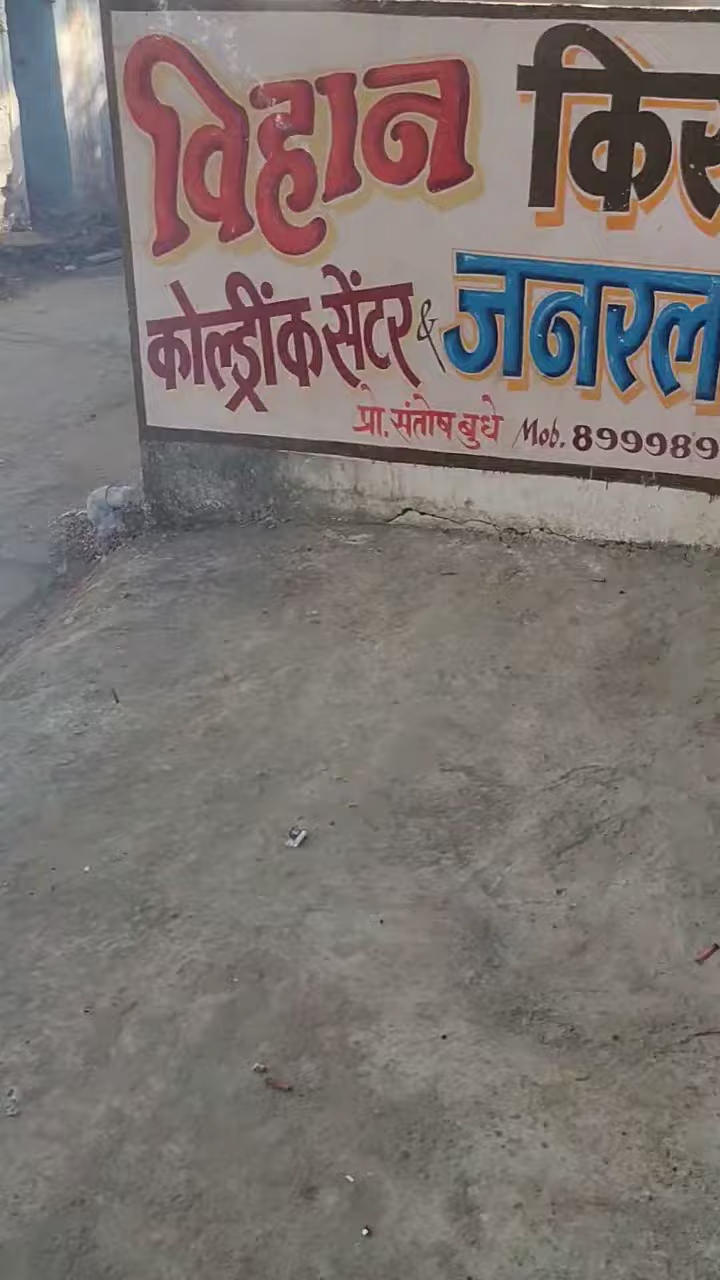 विहान कि
कोल्ड्रींक सेंटर & जनरल
प्रो. संतोष बुधे Mob. 899989